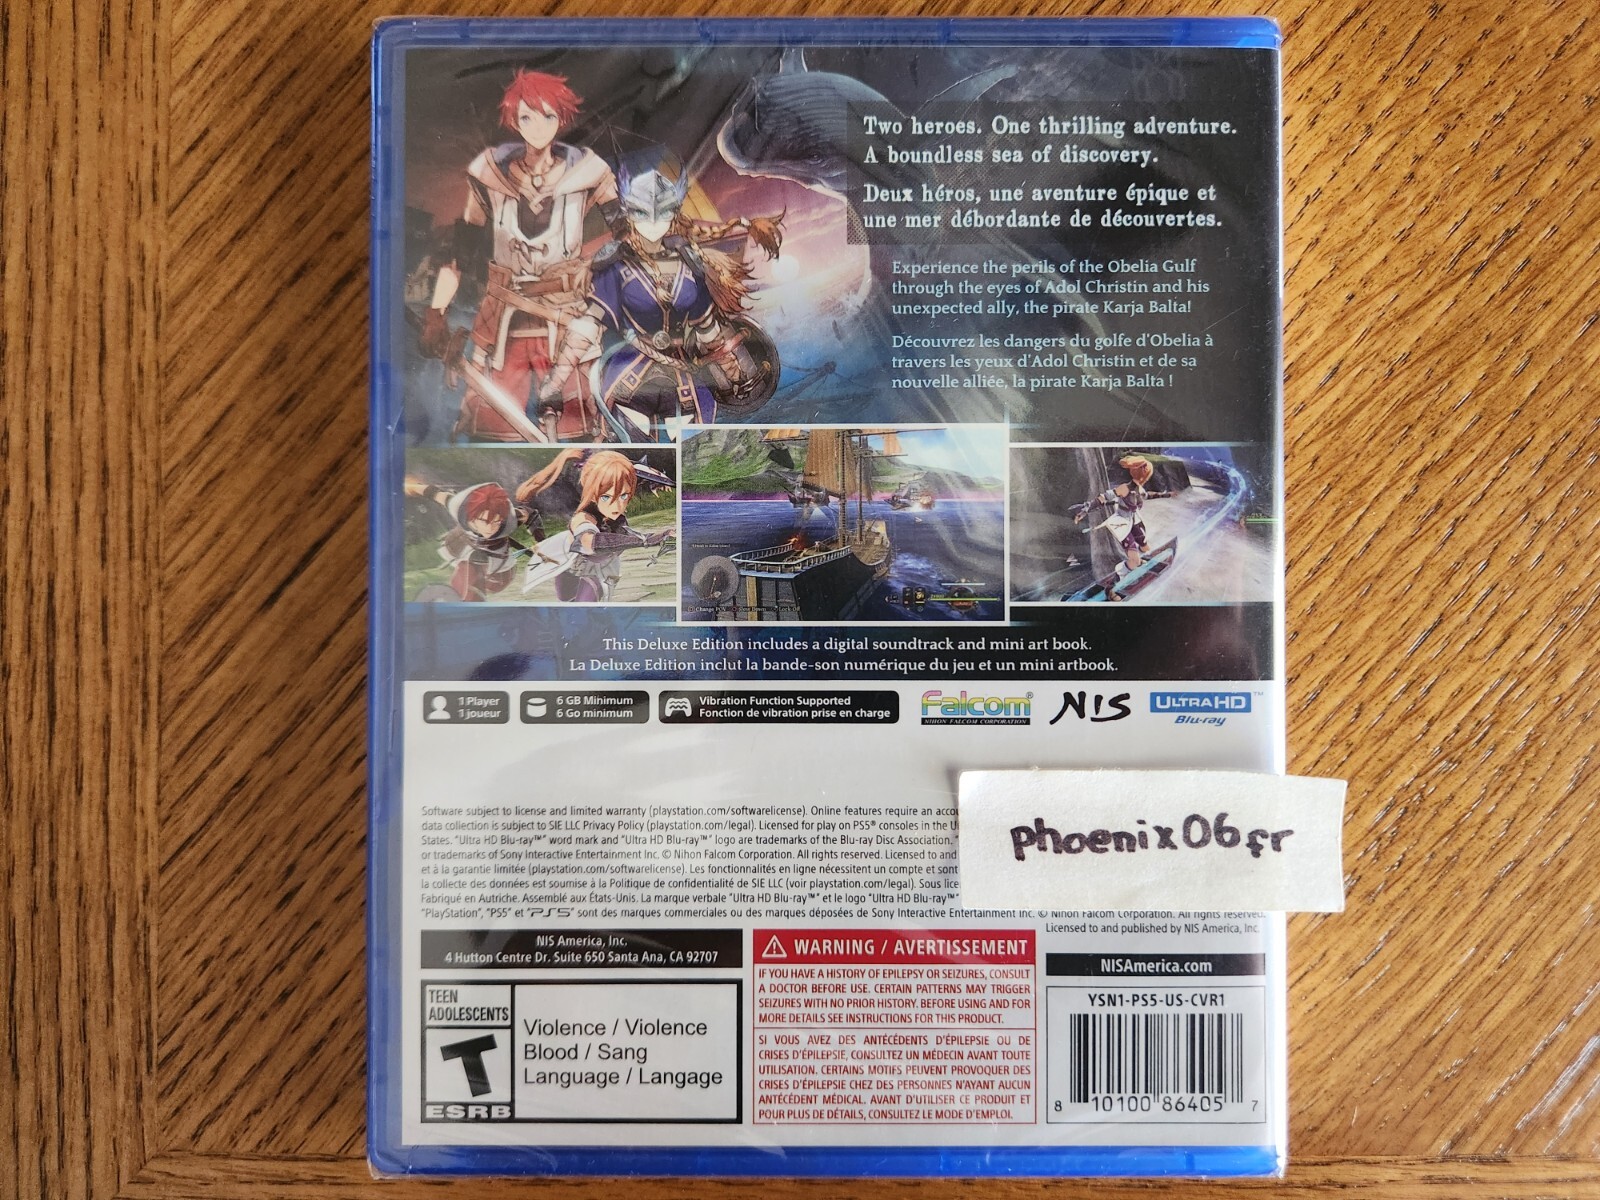 Two heroes. One thrilling adventure.
A boundless sea of discovery.
Deux héros, une aventure épique et
une mer débordante de découvertes.
Experience the perils of the Obelia Gulf
through the eyes of Adol Christin and his
unexpected ally, the pirate Karja Balta!
Découvrez les dangers du golfe d'Obelia à
travers les yeux d'Adol Christin et de sa
nouvelle alliée, la pirate Karja Balta !
This Deluxe Edition includes a digital soundtrack and mini art book.
La Deluxe Edition inclut la bande-son numérique du jeu et un mini artbook.
1 Player
1 joueur
6 GB Minimum
6 Go minimum
Vibration Function Supported
Fonction de vibration prise en charge
Falcom®
NIHON FALCOM CORPORATION
NIS
ULTRA HD™
Blu-ray
Software subject to license and limited warranty (playstation.com/softwarelicense). Online features require an
data collection is subject to SIE LLC Privacy Policy (playstation.com/legal). Licensed for play on PS5® consoles in the
States. "Ultra HD Blu-ray™" word mark and "Ultra HD Blu-ray™" logo are trademarks of the Blu-ray Disc Association.
or trademarks of Sony Interactive Entertainment Inc. © Nihon Falcom Corporation. All rights reserved. Licensed to and
et à la garantie limitée (playstation.com/softwarelicense). Les fonctionnalités en ligne nécessitent un compte et sont
la collecte des données est soumise à la Politique de confidentialité de SIE LLC (voir playstation.com/legal). Sous
Fabriqué en Autriche. Assemblé aux États-Unis. La marque verbale "Ultra HD Blu-ray™" et le logo "Ultra HD Blu-ray™"
"PlayStation", "PS5" et "PS5" sont des marques commerciales ou des marques déposées de Sony Interactive Entertainment Inc. © Nihon Falcom Corporation. All rights reserved.
Licensed to and published by NIS America, Inc.
phoenix06fr
NIS America, Inc.
4 Hutton Centre Dr. Suite 650 Santa Ana, CA 92707
TEEN
ADOLESCENTS
T
ESRB
Violence / Violence
Blood / Sang
Language / Langage
WARNING / AVERTISSEMENT
IF YOU HAVE A HISTORY OF EPILEPSY OR SEIZURES, CONSULT
A DOCTOR BEFORE USE. CERTAIN PATTERNS MAY TRIGGER
SEIZURES WITH NO PRIOR HISTORY. BEFORE USING AND FOR
MORE DETAILS SEE INSTRUCTIONS FOR THIS PRODUCT.
SI VOUS AVEZ DES ANTÉCÉDENTS D'ÉPILEPSIE OU DE
CRISES D'ÉPILEPSIE, CONSULTEZ UN MÉDECIN AVANT TOUTE
UTILISATION. CERTAINS MOTIFS PEUVENT PROVOQUER DES
CRISES D'ÉPILEPSIE CHEZ DES PERSONNES N'AYANT AUCUN
ANTÉCÉDENT MÉDICAL. AVANT D'UTILISER CE PRODUIT ET
POUR PLUS DE DÉTAILS, CONSULTEZ LE MODE D'EMPLOI.
NISAmerica.com
YSN1-PS5-US-CVR1
8 10100 86405 7